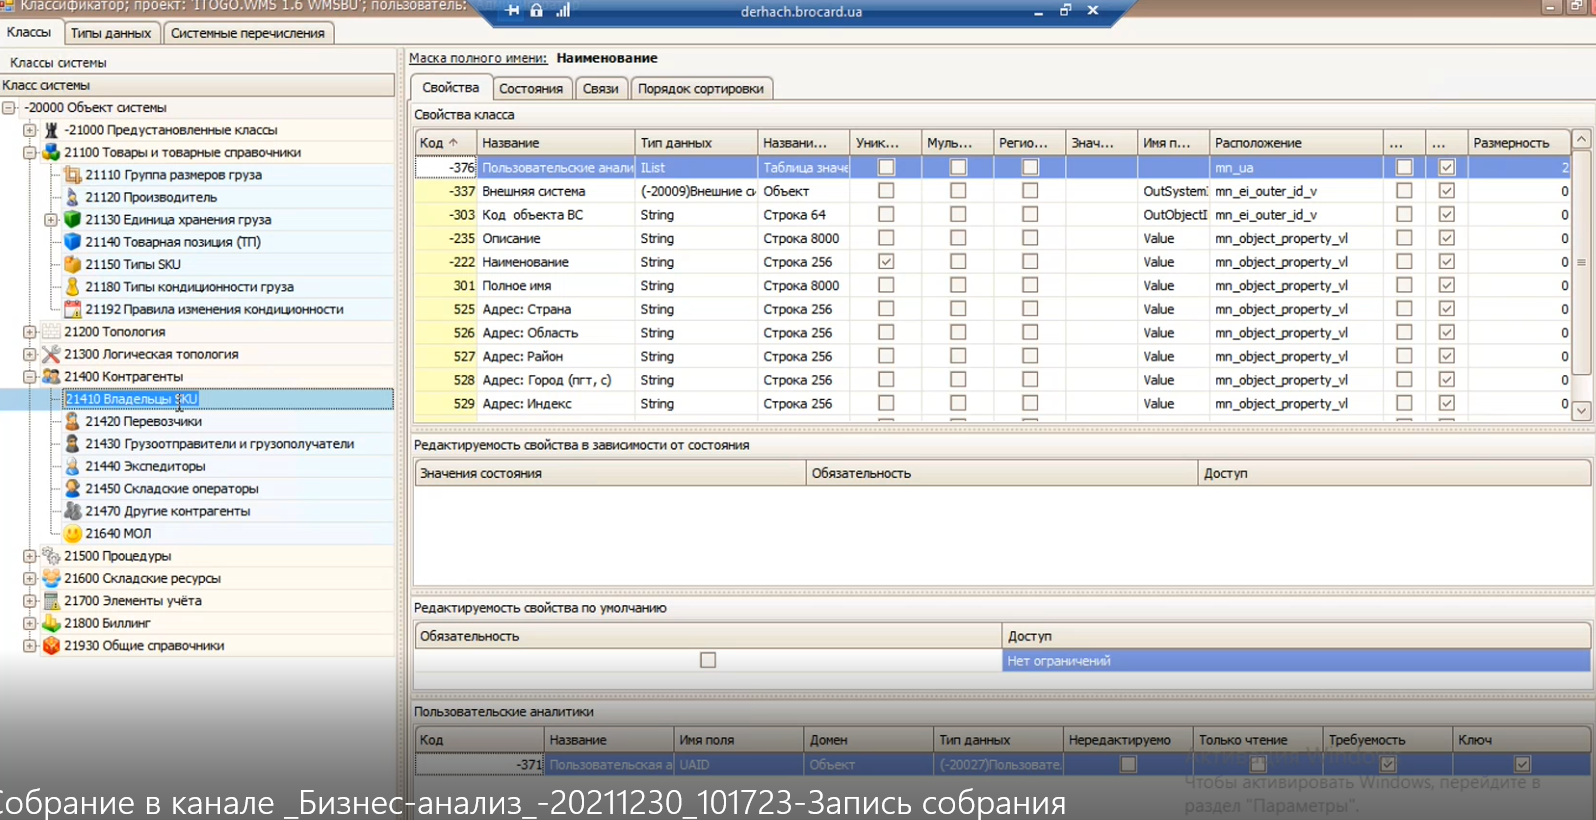 Классификатор; проект: 'ITOGO.WMS 1.6 WMSBU'; пользователь:
derhach.brocard.ua
Классы Типы данных Системные перечисления
Классы системы
Класс системы
-20000 Объект системы
-21000 Предустановленные классы
21100 Товары и товарные справочники
21110 Группа размеров груза
21120 Производитель
21130 Единица хранения груза
21140 Товарная позиция (ТП)
21150 Типы SKU
21180 Типы кондиционности груза
21192 Правила изменения кондиционности
21200 Топология
21300 Логическая топология
21400 Контрагенты
21410 Владельцы SKU
21420 Перевозчики
21430 Грузоотправители и грузополучатели
21440 Экспедиторы
21450 Складские операторы
21470 Другие контрагенты
21640 МОЛ
21500 Процедуры
21600 Складские ресурсы
21700 Элементы учёта
21800 Биллинг
21930 Общие справочники
Маска полного имени: Наименование
Свойства Состояния Связи Порядок сортировки
Свойства класса
Код Название Тип данных Названи... Уник... Муль... Регио... Знач... Имя п... Расположение ... ... Размерность
-376 Пользовательские анали IList Таблица значе mn_ua 2
-337 Внешняя система (-20009)Внешние си Объект OutSystem mn_ei_outer_id_v 0
-303 Код объекта ВС String Строка 64 OutObjectI mn_ei_outer_id_v 0
-235 Описание String Строка 8000 Value mn_object_property_vl 0
-222 Наименование String Строка 256 Value mn_object_property_vl 0
301 Полное имя String Строка 8000 Value mn_object_property_vl 0
525 Адрес: Страна String Строка 256 Value mn_object_property_vl 0
526 Адрес: Область String Строка 256 Value mn_object_property_vl 0
527 Адрес: Район String Строка 256 Value mn_object_property_vl 0
528 Адрес: Город (пгт, с) String Строка 256 Value mn_object_property_vl 0
529 Адрес: Индекс String Строка 256 Value mn_object_property_vl 0
Редактируемость свойства в зависимости от состояния
Значения состояния Обязательность Доступ
Редактируемость свойства по умолчанию
Обязательность Доступ
Нет ограничений
Пользовательские аналитики
Код Название Имя поля Домен Тип данных Нередактируемо Только чтение Требуемость Ключ
-371 Пользовательская а UAID Объект (-20027)Пользовате.
Активация Windows
Чтобы активировать Windows, перейдите в
раздел "Параметры".
Собрание в канале _Бизнес-анализ_-20211230_101723-Запись собрания